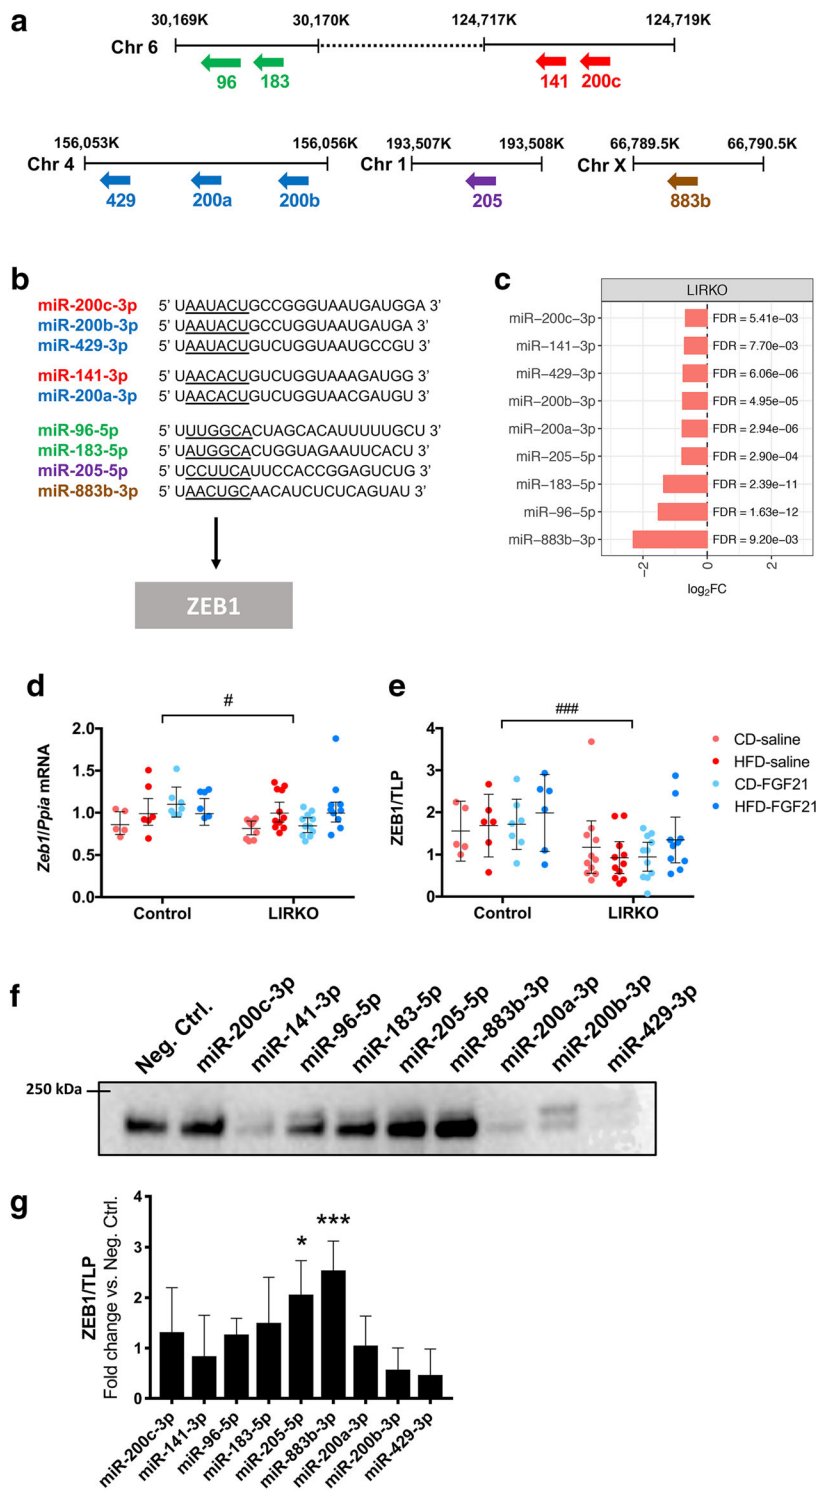 a
30,169K 30,170K 124,717K 124,719K
Chr 6
96 183 141 200c
156,053K 156,056K 193,507K 193,508K 66,789.5K 66,790.5K
Chr 4 Chr 1 Chr X
429 200a 200b 205 883b
b
miR-200c-3p 5' UAAUACUGCCGGGUAAUGAUGGA 3'
miR-200b-3p 5' UAAUACUGCCUGGUAAUGAUGA 3'
miR-429-3p 5' UAAUACUGUCUGGUAAUGCCGU 3'
miR-141-3p 5' UAACACUGUCUGGUAAAGAUGG 3'
miR-200a-3p 5' UAACACUGUCUGGUAACGAUGU 3'
miR-96-5p 5' UUUGGCACUAGCACAUUUUUGCU 3'
miR-183-5p 5' UAUGGCACUGGUAGAAUUCACU 3'
miR-205-5p 5' UCCUUCAUUCCACCGGAGUCUG 3'
miR-883b-3p 5' UAACUGCAACAUCUCUCAGUAU 3'
ZEB1
c
LIRKO
miR-200c-3p FDR = 5.41e-03
miR-141-3p FDR = 7.70e-03
miR-429-3p FDR = 6.06e-06
miR-200b-3p FDR = 4.95e-05
miR-200a-3p FDR = 2.94e-06
miR-205-5p FDR = 2.90e-04
miR-183-5p FDR = 2.39e-11
miR-96-5p FDR = 1.63e-12
miR-883b-3p FDR = 9.20e-03
-2 0 2
log2FC
d
#
Zeb1/Ppia mRNA
2.0
1.5
1.0
0.5
0.0
Control LIRKO
e
###
ZEB1/TLP
4
3
2
1
0
Control LIRKO
CD-saline
HFD-saline
CD-FGF21
HFD-FGF21
f
Neg. Ctrl.
miR-200c-3p
miR-141-3p
miR-96-5p
miR-183-5p
miR-205-5p
miR-883b-3p
miR-200a-3p
miR-200b-3p
miR-429-3p
250 kDa
g
ZEB1/TLP
Fold change vs. Neg. Ctrl.
4
3
2
1
0
* ***
miR-200c-3p
miR-141-3p
miR-96-5p
miR-183-5p
miR-205-5p
miR-883b-3p
miR-200a-3p
miR-200b-3p
miR-429-3p